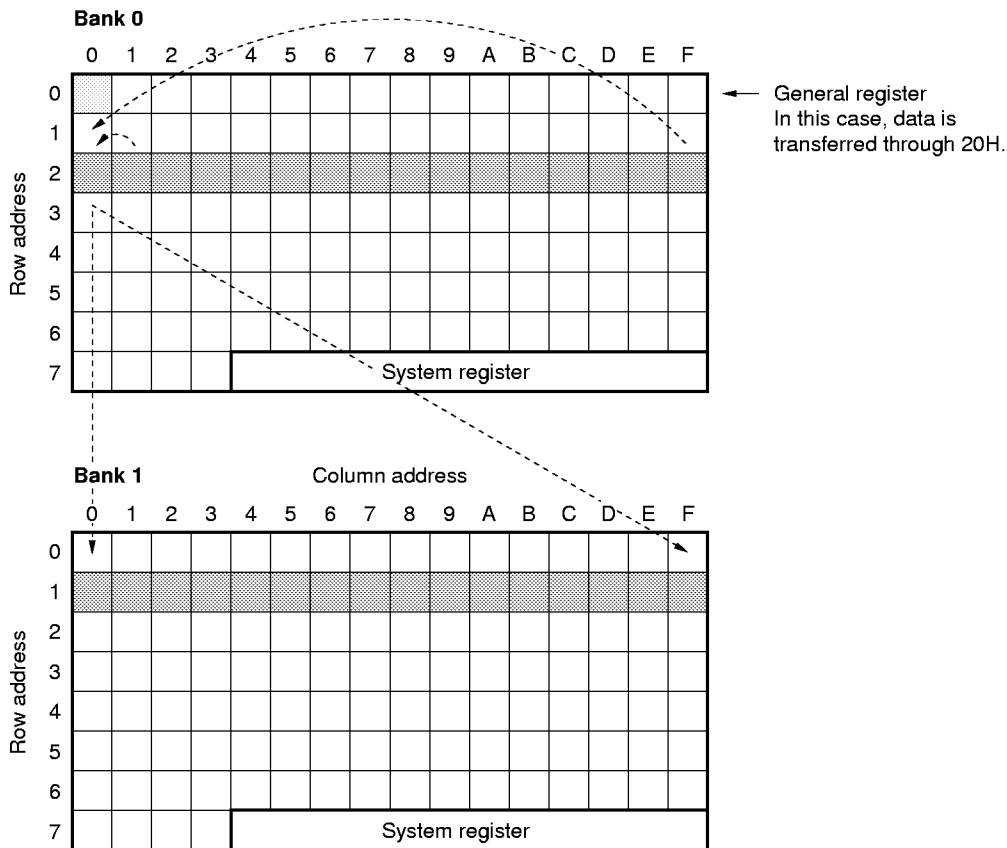 Bank 0
0 1 2 3 4 5 6 7 8 9 A B C D E F
0
General register
In this case, data is
transferred through 20H.
1
2
3
4
5
6
7
System register
Row address
Bank 1
Column address
0 1 2 3 4 5 6 7 8 9 A B C D E F
0
1
2
3
4
5
6
7
System register
Row address